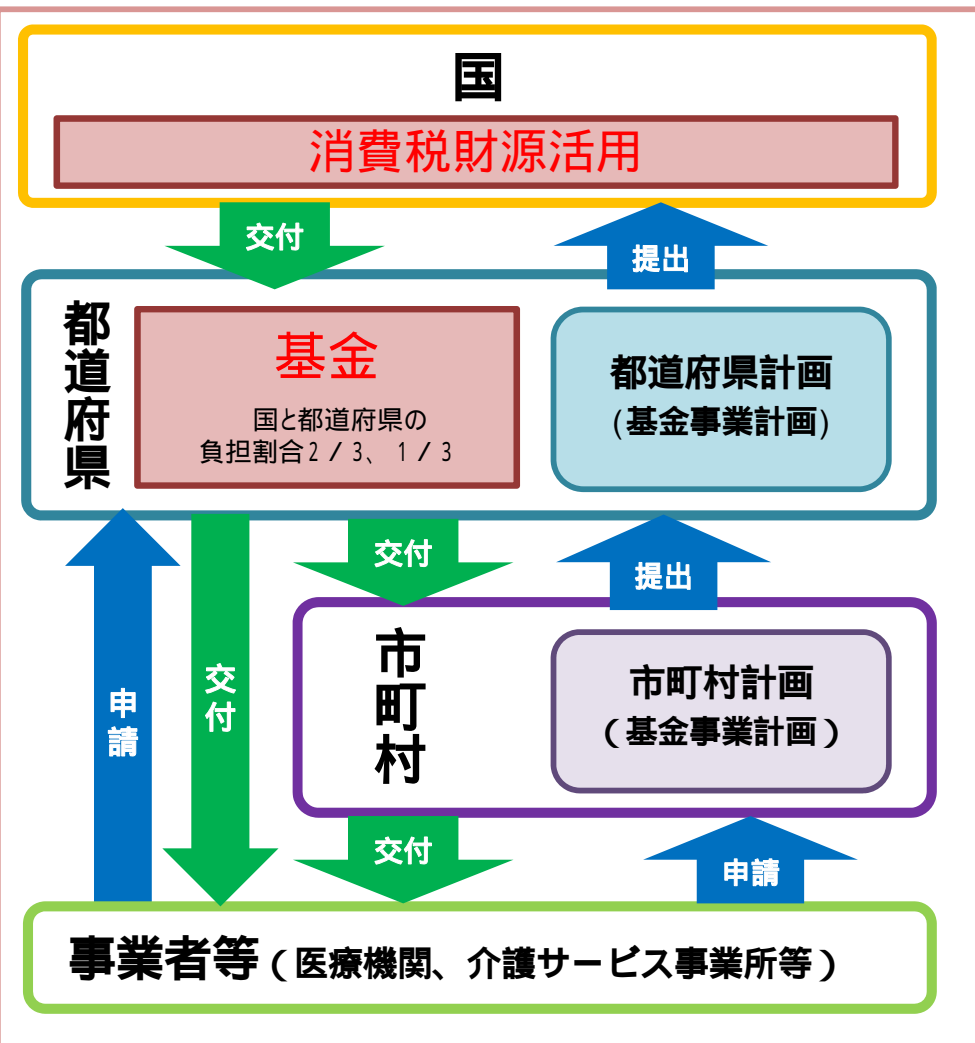 国
消費税財源活用
交付
提出
都道府県
基金
国と都道府県の
負担割合2/3、1/3
都道府県計画
(基金事業計画)
交付
提出
申請
交付
市町村
市町村計画
(基金事業計画)
交付
申請
事業者等(医療機関、介護サービス事業所等)